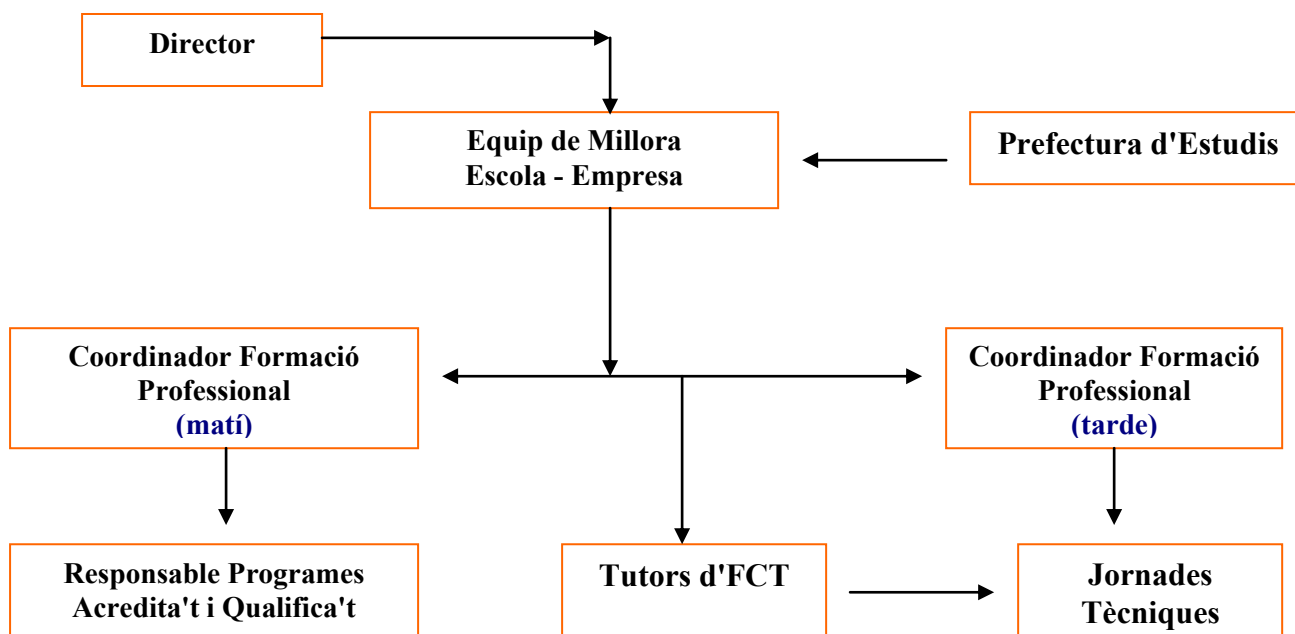 Director
Equip de Millora
Escola - Empresa
Prefectura d'Estudis
Coordinador Formació
Professional
(matí)
Coordinador Formació
Professional
(tarde)
Responsable Programes
Acredita't i Qualifica't
Tutors d'FCT
Jornades
Tècniques